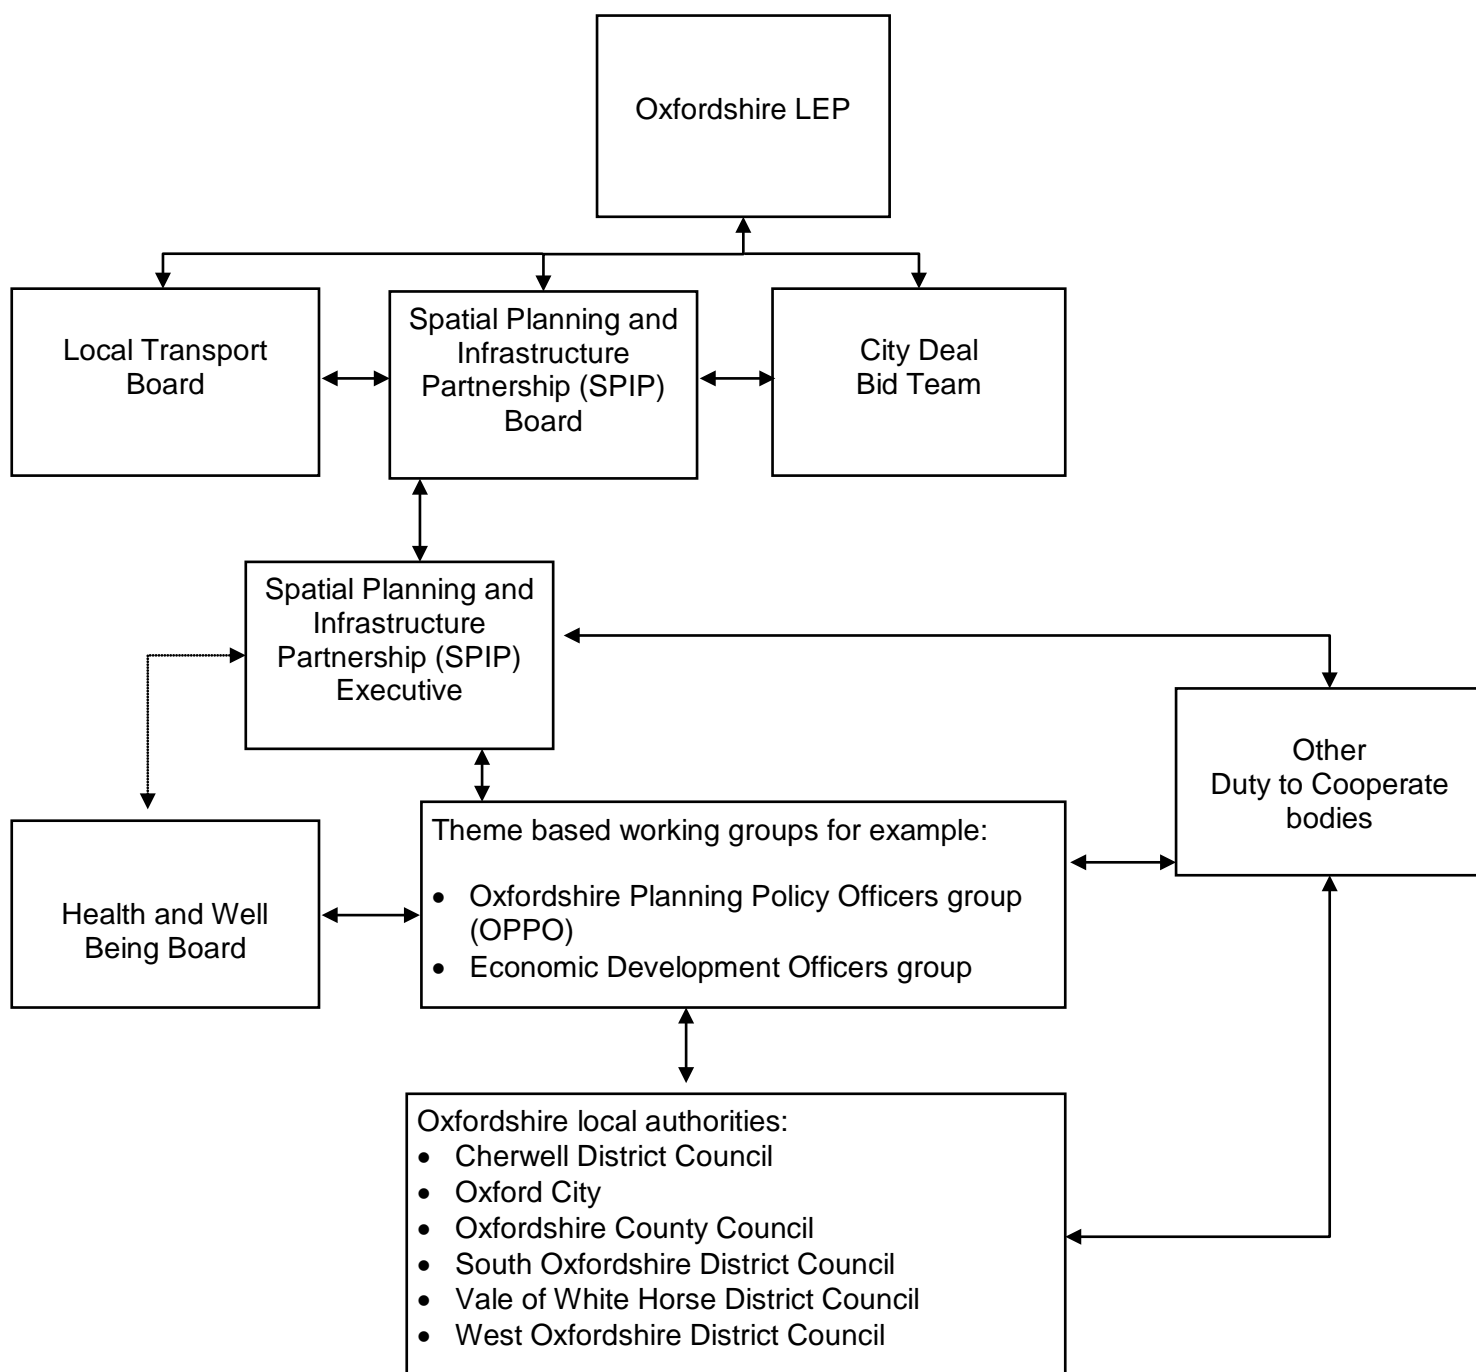 Oxfordshire LEP
Local Transport
Board
Spatial Planning and
Infrastructure
Partnership (SPIP)
Board
City Deal
Bid Team
Spatial Planning and
Infrastructure
Partnership (SPIP)
Executive
Other
Duty to Cooperate
bodies
Health and Well
Being Board
Theme based working groups for example:
• Oxfordshire Planning Policy Officers group
(OPPO)
• Economic Development Officers group
Oxfordshire local authorities:
• Cherwell District Council
• Oxford City
• Oxfordshire County Council
• South Oxfordshire District Council
• Vale of White Horse District Council
• West Oxfordshire District Council